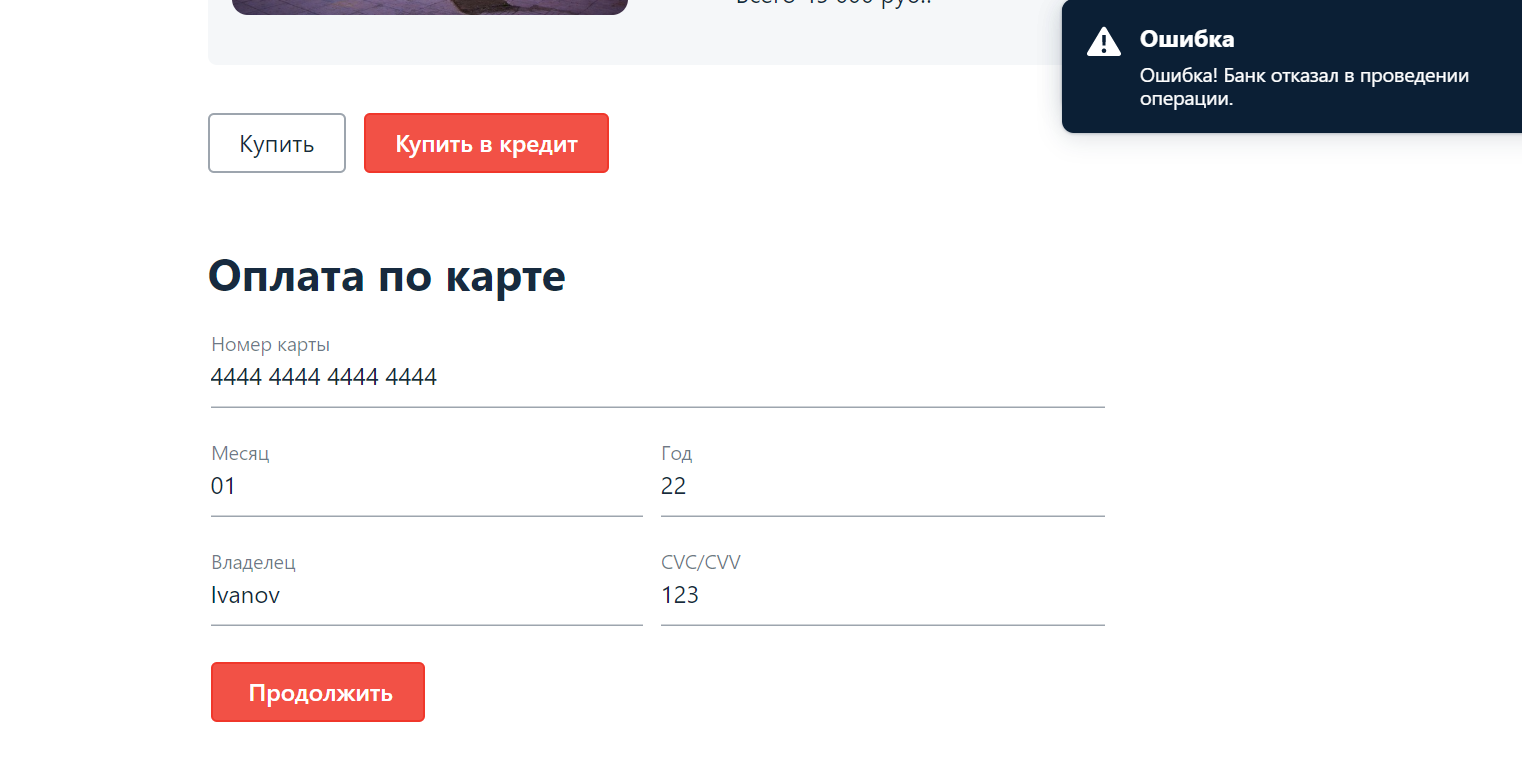 Ошибка
Ошибка! Банк отказал в проведении
операции.
Купить
Купить в кредит
Оплата по карте
Номер карты
4444 4444 4444 4444
Месяц
Год
01
22
Владелец
CVC/CVV
Ivanov
123
Продолжить